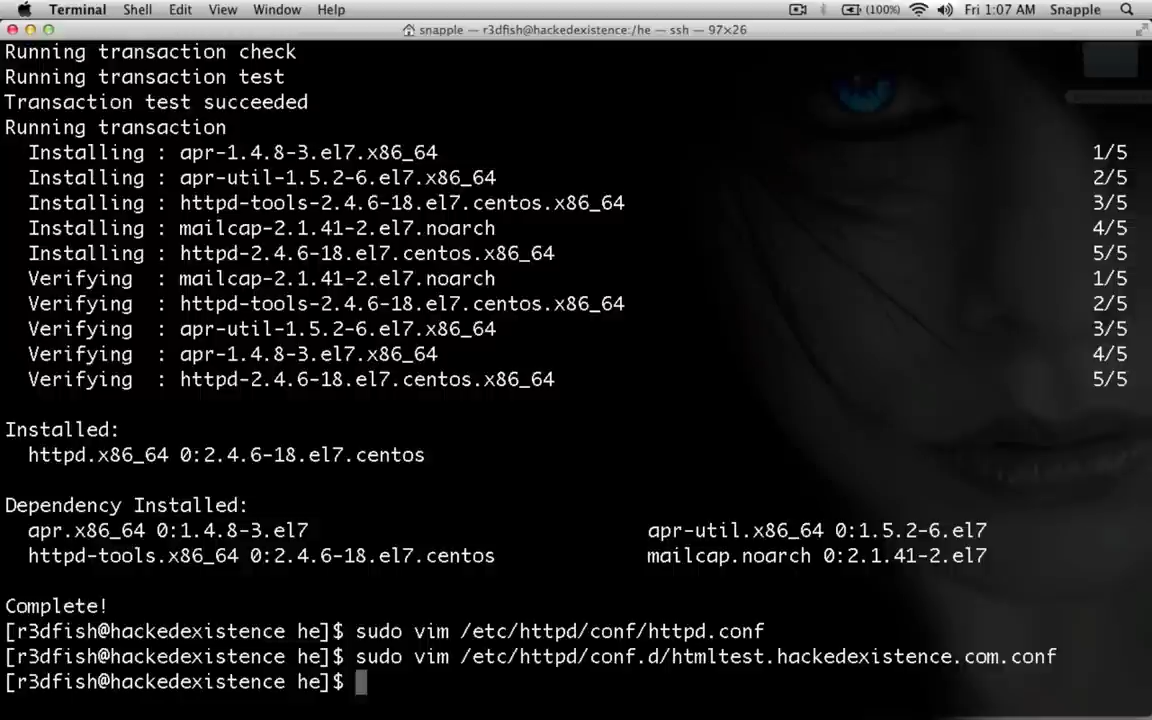 Terminal Shell Edit View Window Help (100%) Fri 1:07 AM Snapple
snapple — r3dfish@hackedexistence:/he — ssh — 97×26
Running transaction check
Running transaction test
Transaction test succeeded
Running transaction
Installing : apr-1.4.8-3.el7.x86_64 1/5
Installing : apr-util-1.5.2-6.el7.x86_64 2/5
Installing : httpd-tools-2.4.6-18.el7.centos.x86_64 3/5
Installing : mailcap-2.1.41-2.el7.noarch 4/5
Installing : httpd-2.4.6-18.el7.centos.x86_64 5/5
Verifying : mailcap-2.1.41-2.el7.noarch 1/5
Verifying : httpd-tools-2.4.6-18.el7.centos.x86_64 2/5
Verifying : apr-util-1.5.2-6.el7.x86_64 3/5
Verifying : apr-1.4.8-3.el7.x86_64 4/5
Verifying : httpd-2.4.6-18.el7.centos.x86_64 5/5
Installed:
httpd.x86_64 0:2.4.6-18.el7.centos
Dependency Installed:
apr.x86_64 0:1.4.8-3.el7 apr-util.x86_64 0:1.5.2-6.el7
httpd-tools.x86_64 0:2.4.6-18.el7.centos mailcap.noarch 0:2.1.41-2.el7
Complete!
[r3dfish@hackedexistence he]$ sudo vim /etc/httpd/conf/httpd.conf
[r3dfish@hackedexistence he]$ sudo vim /etc/httpd/conf.d/htmltest.hackedexistence.com.conf
[r3dfish@hackedexistence he]$